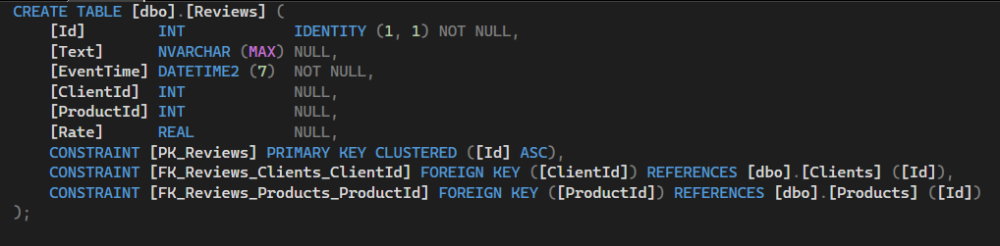 CREATE TABLE [dbo].[Reviews] (
    [Id]        INT            IDENTITY (1, 1) NOT NULL,
    [Text]      NVARCHAR (MAX) NULL,
    [EventTime] DATETIME2 (7)  NOT NULL,
    [ClientId]  INT            NULL,
    [ProductId] INT            NULL,
    [Rate]      REAL           NULL,
    CONSTRAINT [PK_Reviews] PRIMARY KEY CLUSTERED ([Id] ASC),
    CONSTRAINT [FK_Reviews_Clients_ClientId] FOREIGN KEY ([ClientId]) REFERENCES [dbo].[Clients] ([Id]),
    CONSTRAINT [FK_Reviews_Products_ProductId] FOREIGN KEY ([ProductId]) REFERENCES [dbo].[Products] ([Id])
);